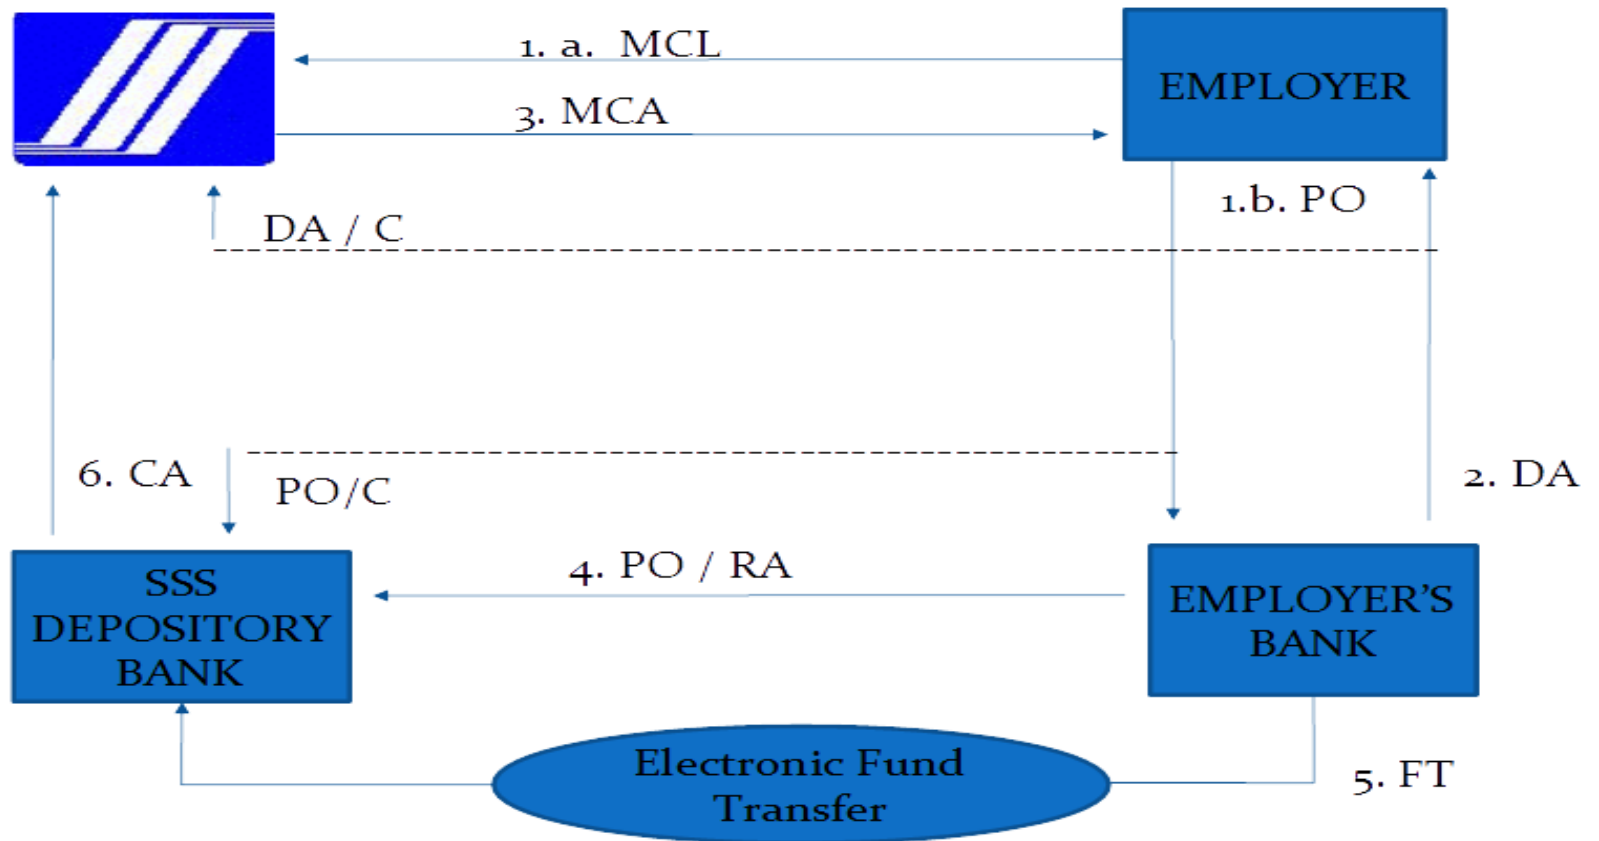 1. a. MCL
EMPLOYER
3. MCA
1.b. PO
DA / C
6. CA
PO/C
2. DA
4. PO / RA
SSS
DEPOSITORY
BANK
EMPLOYER’S
BANK
Electronic Fund
Transfer
5. FT